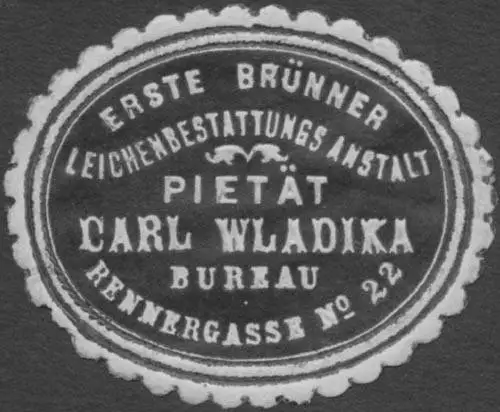 ERSTE BRÜNNER
LEICHENBESTATTUNGS ANSTALT
PIETÄT
CARL WLADIKA
BUREAU
RENNERGASSE No 22